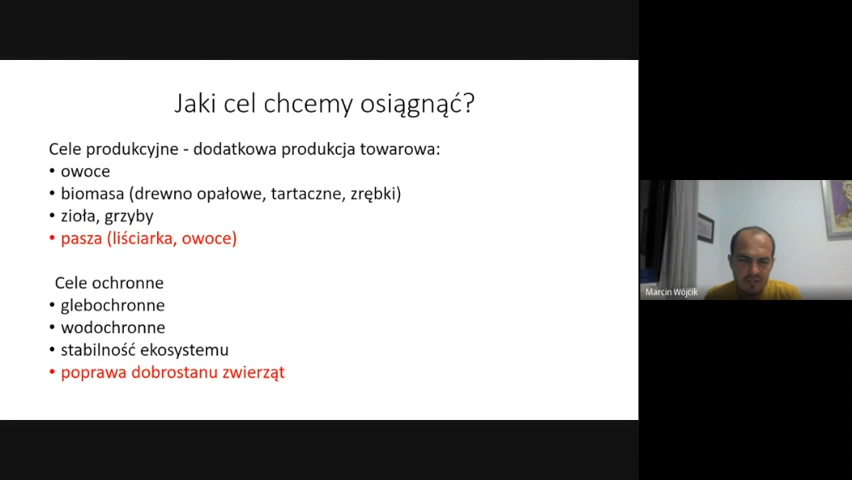 Jaki cel chcemy osiągnąć?
Cele produkcyjne - dodatkowa produkcja towarowa:
• owoce
• biomasa (drewno opałowe, tartaczne, zrębki)
• zioła, grzyby
• pasza (liściarka, owoce)
Cele ochronne
• glebochronne
• wodochronne
• stabilność ekosystemu
• poprawa dobrostanu zwierząt
Marcin Wójcik